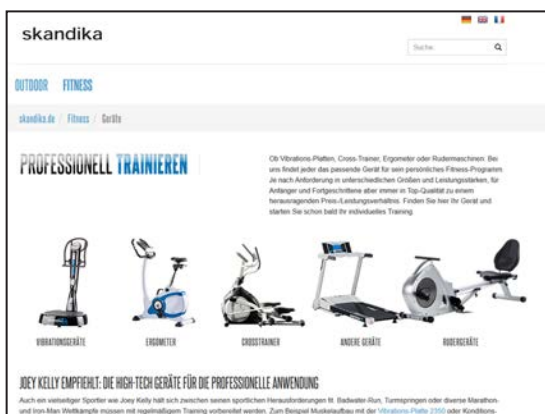 skandika
Suche
OUTDOOR FITNESS
skandika.de / Fitness / Geräte
PROFESSIONELL TRAINIEREN
Ob Vibrations-Platten, Cross-Trainer, Ergometer oder Rudermaschinen: Bei
uns findet jeder das passende Gerät für sein persönliches Fitness-Programm.
Je nach Anforderung in unterschiedlichen Größen und Leistungsstärken, für
Anfänger und Fortgeschrittene aber immer in Top-Qualität zu einem
herausragenden Preis-/Leistungsverhältnis. Finden Sie hier Ihr Gerät und
starten Sie schon bald Ihr individuelles Training.
VIBRATIONSGERÄTE ERGOMETER CROSSTRAINER ANDERE GERÄTE RUDERGERÄTE
JOEY KELLY EMPFIEHLT: DIE HIGH-TECH GERÄTE FÜR DIE PROFESSIONELLE ANWENDUNG
Auch ein vielseitiger Sportler wie Joey Kelly hält sich zwischen seinen sportlichen Herausforderungen fit. Badwater-Run, Turmspringen oder diverse Marathon-
und Iron-Man Wettkämpfe müssen mit regelmäßigem Training vorbereitet werden. Zum Beispiel Muskelaufbau mit der Vibrations-Platte 2350 oder Konditions-